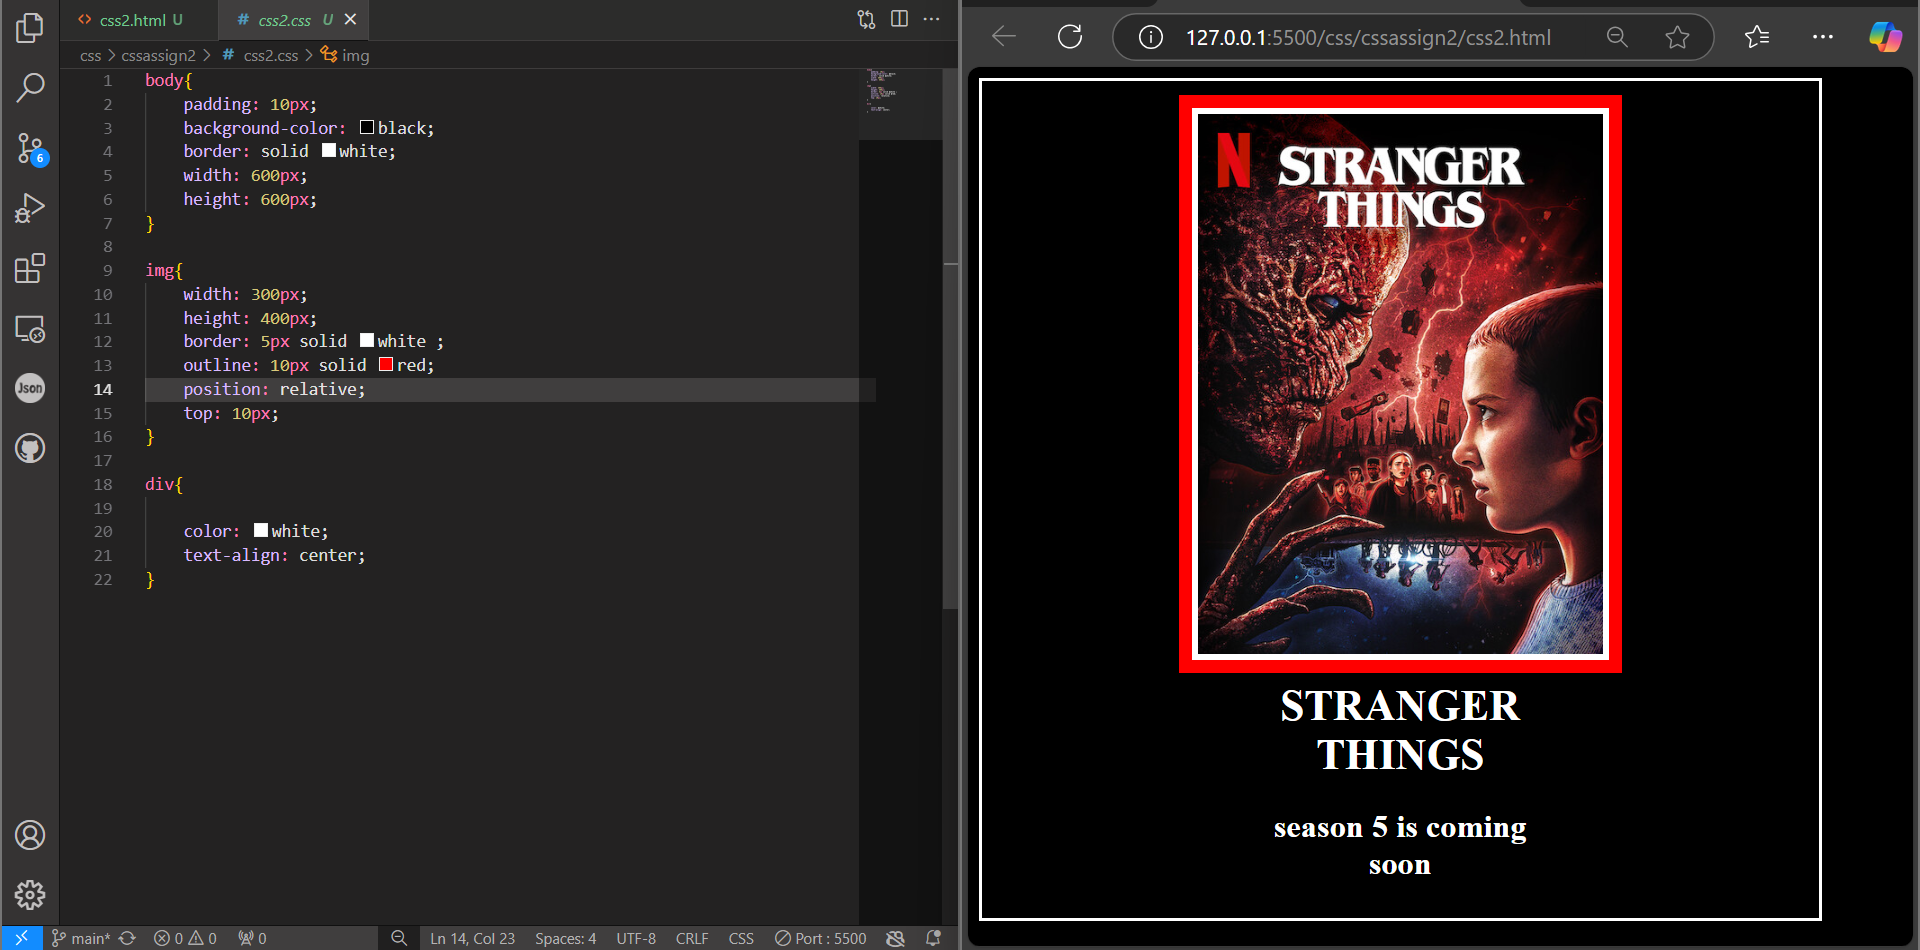 css2.html U
# css2.css U
css > cssassign2 > # css2.css > img
1 body{
2 padding: 10px;
3 background-color: black;
4 border: solid white;
5 width: 600px;
6 height: 600px;
7 }
8
9 img{
10 width: 300px;
11 height: 400px;
12 border: 5px solid white ;
13 outline: 10px solid red;
14 position: relative;
15 top: 10px;
16 }
17
18 div{
19
20 color: white;
21 text-align: center;
22 }
6
Json
main* 0 0 0 Ln 14, Col 23 Spaces: 4 UTF-8 CRLF CSS Port : 5500
127.0.0.1:5500/css/cssassign2/css2.html
N
STRANGER
THINGS
STRANGER
THINGS
season 5 is coming
soon